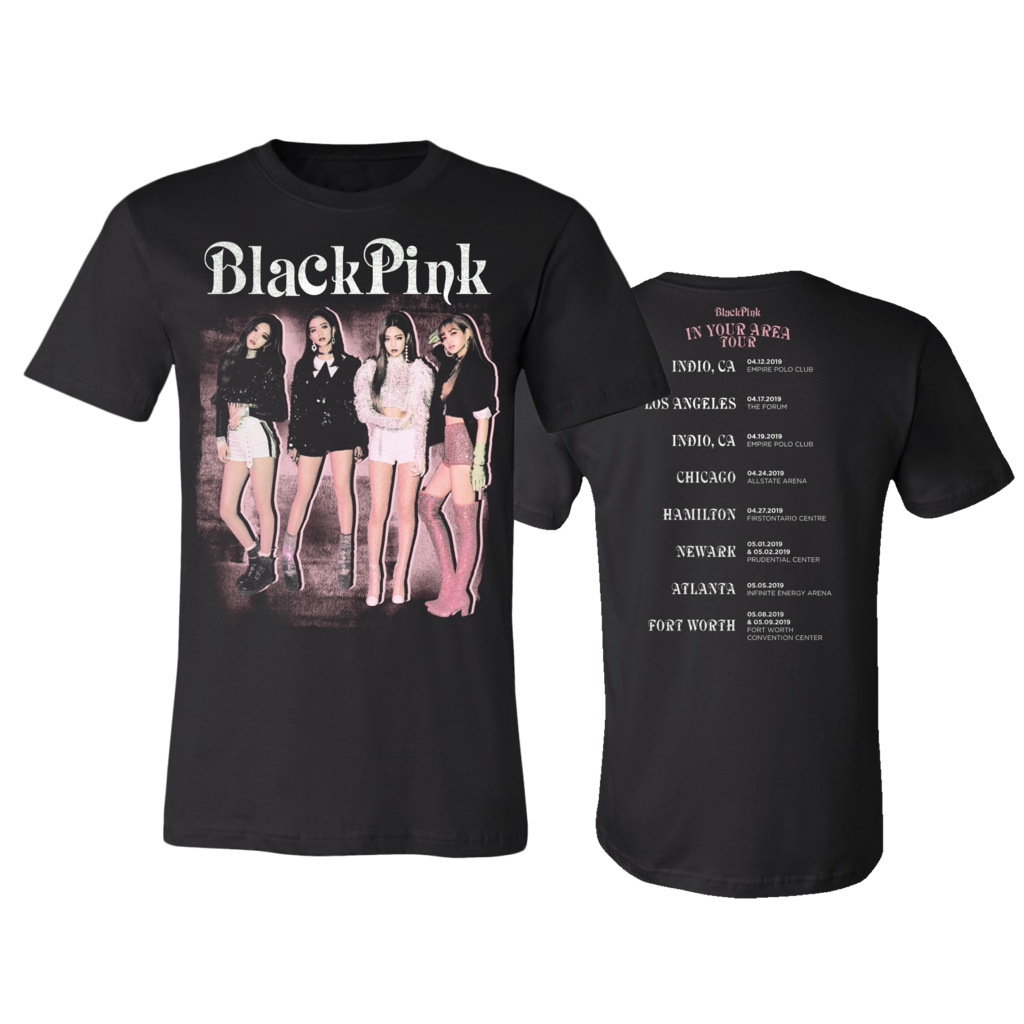 BlackPink
BlackPink
IN YOUR AREA
TOUR
INDIO, CA 04.12.2019
EMPIRE POLO CLUB
LOS ANGELES 04.17.2019
THE FORUM
INDIO, CA 04.19.2019
EMPIRE POLO CLUB
CHICAGO 04.24.2019
ALLSTATE ARENA
HAMILTON 04.27.2019
FIRSTONTARIO CENTRE
NEWARK 05.01.2019
& 05.02.2019
PRUDENTIAL CENTER
ATLANTA 05.05.2019
INFINITE ENERGY ARENA
FORT WORTH 05.08.2019
& 05.09.2019
FORT WORTH
CONVENTION CENTER